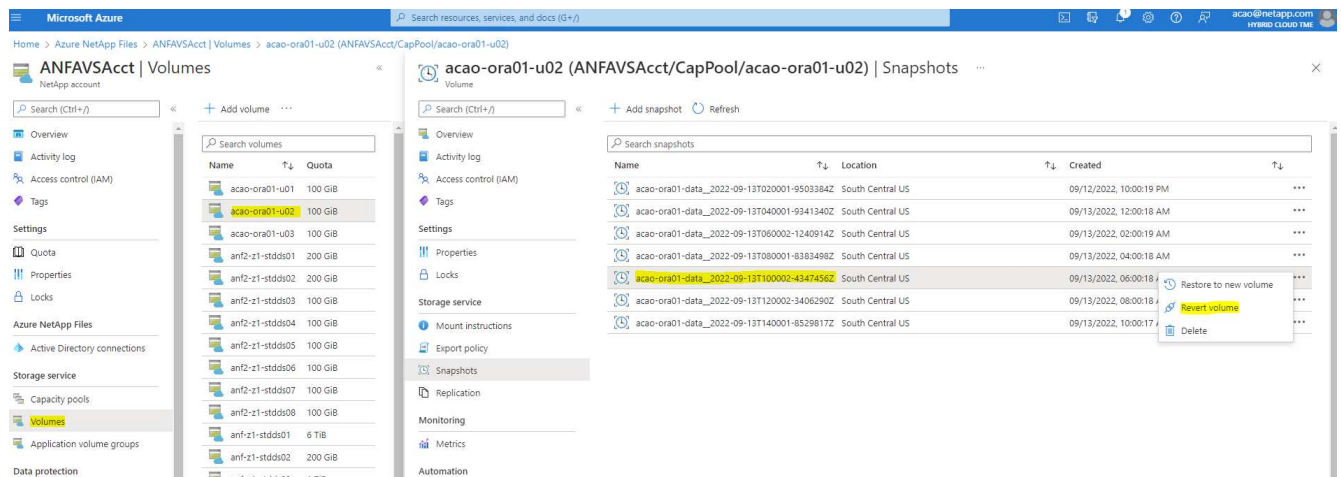 Microsoft Azure
Search resources, services, and docs (G+/)
acao@netapp.com
HYBRID CLOUD TME
Home > Azure NetApp Files > ANFAVSAcct | Volumes > acao-ora01-u02 (ANFAVSAcct/CapPool/acao-ora01-u02)
ANFAVSAcct | Volumes
NetApp account
Search (Ctrl+/)
Overview
Activity log
Access control (IAM)
Tags
Settings
Quota
Properties
Locks
Azure NetApp Files
Active Directory connections
Storage service
Capacity pools
Volumes
Application volume groups
Data protection
+ Add volume ...
Search volumes
Name ↑↓ Quota
acao-ora01-u01 100 GiB
acao-ora01-u02 100 GiB
acao-ora01-u03 100 GiB
anf2-z1-stdds01 200 GiB
anf2-z1-stdds02 200 GiB
anf2-z1-stdds03 100 GiB
anf2-z1-stdds04 100 GiB
anf2-z1-stdds05 100 GiB
anf2-z1-stdds06 100 GiB
anf2-z1-stdds07 100 GiB
anf2-z1-stdds08 100 GiB
anf-z1-stdds01 6 TiB
anf-z1-stdds02 200 GiB
acao-ora01-u02 (ANFAVSAcct/CapPool/acao-ora01-u02) | Snapshots ...
Volume
Search (Ctrl+/)
Overview
Activity log
Access control (IAM)
Tags
Settings
Properties
Locks
Storage service
Mount instructions
Export policy
Snapshots
Replication
Monitoring
Metrics
Automation
+ Add snapshot Refresh
Search snapshots
Name ↑↓ Location ↑↓ Created ↑↓
acao-ora01-data__2022-09-13T020001-9503384Z South Central US 09/12/2022, 10:00:19 PM ...
acao-ora01-data__2022-09-13T040001-9341340Z South Central US 09/13/2022, 12:00:18 AM ...
acao-ora01-data__2022-09-13T060002-1240914Z South Central US 09/13/2022, 02:00:19 AM ...
acao-ora01-data__2022-09-13T080001-8383498Z South Central US 09/13/2022, 04:00:18 AM ...
acao-ora01-data__2022-09-13T100002-4347456Z South Central US 09/13/2022, 06:00:18 ...
acao-ora01-data__2022-09-13T120002-3406290Z South Central US 09/13/2022, 08:00:18 ...
acao-ora01-data__2022-09-13T140001-8529817Z South Central US 09/13/2022, 10:00:17 ...
Restore to new volume
Revert volume
Delete